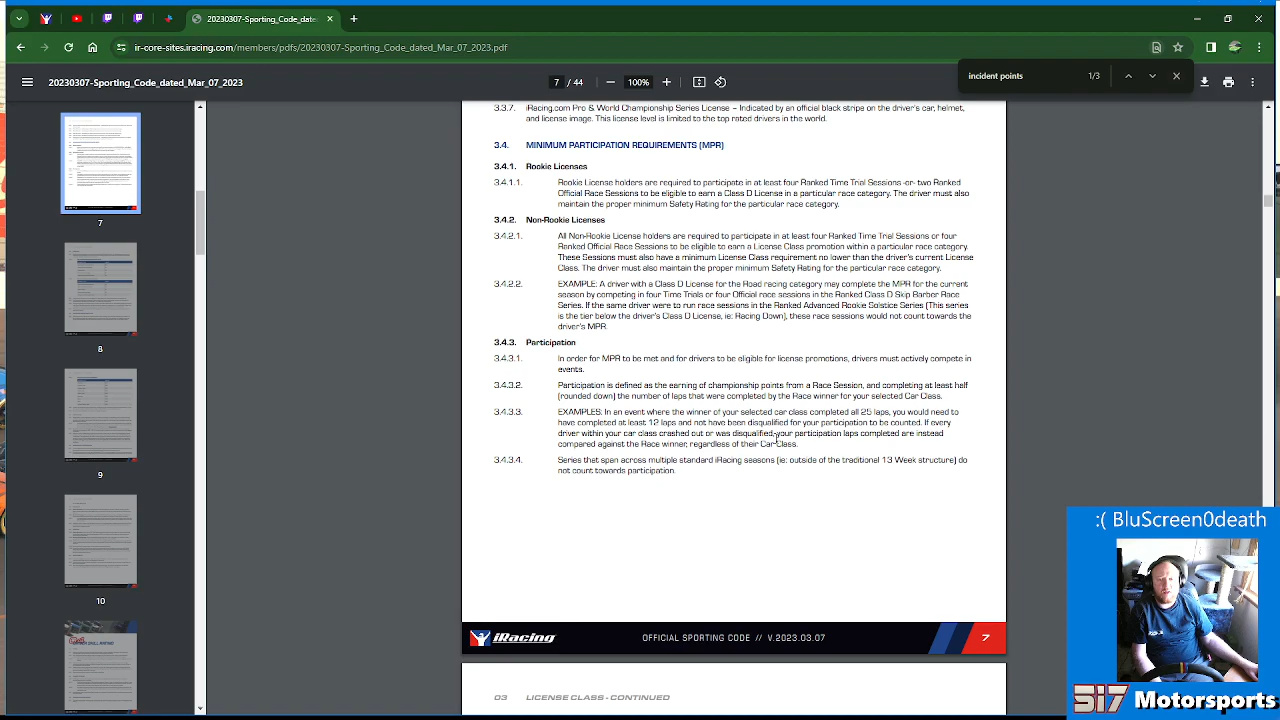 20230307-Sporting_Code_datec
ir-core-sites.iracing.com/members/pdfs/20230307-Sporting_Code_dated_Mar_07_2023.pdf
20230307-Sporting_Code_dated_Mar_07_2023
7 / 44
100%
incident points
1/3
3.3.7. iRacing.com Pro & World Championship Series License – Indicated by an official black stripe on the driver's car, helmet,
and license image. This license level is limited to the top rated drivers in the world.
3.4. MINIMUM PARTICIPATION REQUIREMENTS (MPR)
3.4.1. Rookie Licenses
3.4.1.1. Rookie License holders are required to participate in at least four Ranked Time Trial Sessions -or- two Ranked
Official Race Sessions to be eligible to earn a Class D License in a particular race category. The driver must also
maintain the proper minimum Safety Rating for the particular race category.
3.4.2. Non-Rookie Licenses
3.4.2.1. All Non-Rookie License holders are required to participate in at least four Ranked Time Trial Sessions or four
Ranked Official Race Sessions to be eligible to earn a License Class promotion within a particular race category.
These Sessions must also have a minimum License Class requirement no lower than the driver's current License
Class. The driver must also maintain the proper minimum Safety Rating for the particular race category.
3.4.2.2. EXAMPLE: A driver with a Class D License for the Road racing category may complete the MPR for the current
season by competing in four Time Trials or four Official race sessions in the Ranked Class D Skip Barber Race
Series. If the driver were to run race sessions in the Ranked Advanced Rookie Solstice Series (This series
is the tier below the driver's Class D License, ie: Racing Down), these race sessions would not count towards the
driver's MPR.
3.4.3. Participation
3.4.3.1. In order for MPR to be met and for drivers to be eligible for license promotions, drivers must actively compete in
events.
3.4.3.2. Participation is defined as the earning of championship points from a Race Session, and completing at least half
(rounded down) the number of laps that were completed by the Race winner for your selected Car Class.
3.4.3.3. EXAMPLES: In an event where the winner of your selected car class completed all 25 laps, you would need to
have completed at least 12 laps and not have been disqualified for your participation to be counted. If every
driver within your car class crashed out or was disqualified, your participation laps completed are instead
compared against the Race winner, regardless of their Car Class.
3.4.3.4. Series that span across multiple standard iRacing seasons (ie: outside of the traditional 13 Week structure) do
not count towards participation.
iRacing
OFFICIAL SPORTING CODE // V.2023.03.07
7
03 LICENSE CLASS - CONTINUED
7
8
9
10
:( BluScreen0death
317 Motorsports